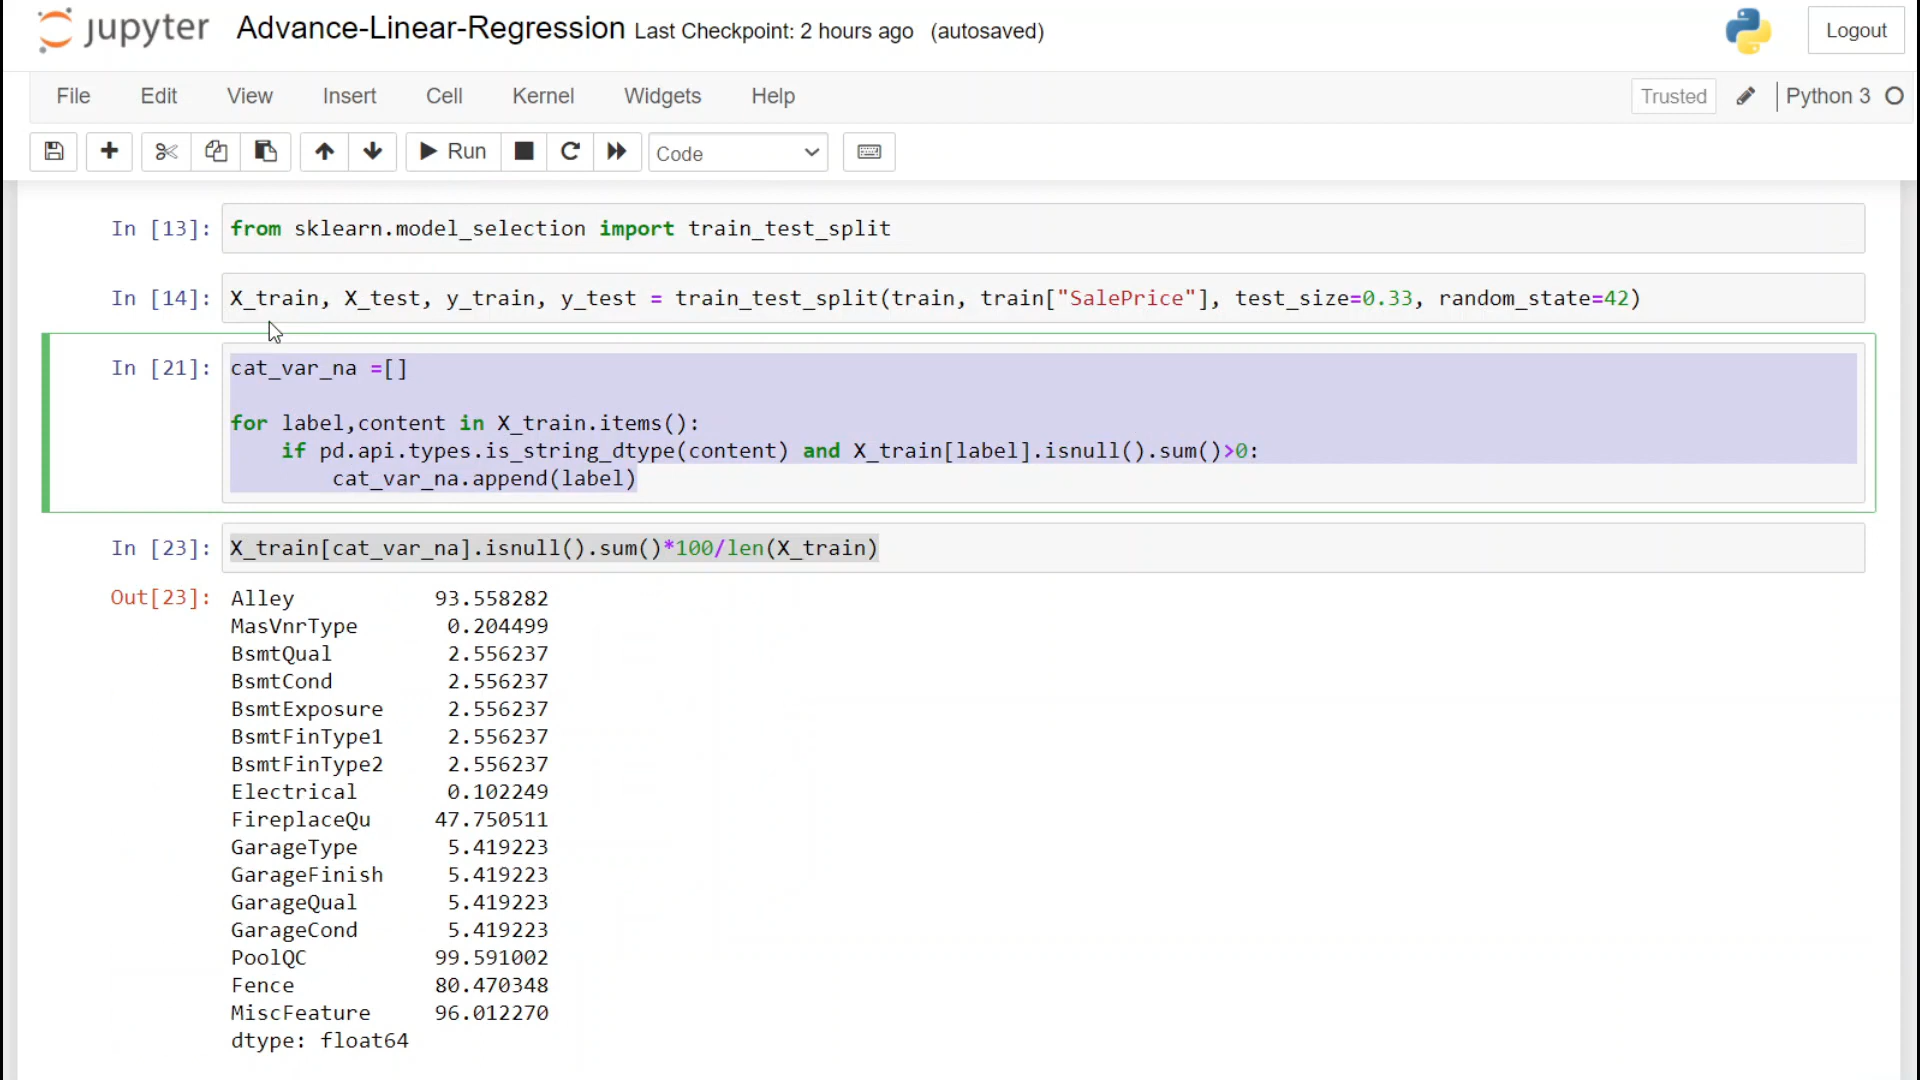 jupyter Advance-Linear-Regression Last Checkpoint: 2 hours ago (autosaved) Logout
File Edit View Insert Cell Kernel Widgets Help Trusted Python 3
Run Code
In [13]: from sklearn.model_selection import train_test_split
In [14]: X_train, X_test, y_train, y_test = train_test_split(train, train["SalePrice"], test_size=0.33, random_state=42)
In [21]: cat_var_na =[]
for label,content in X_train.items():
    if pd.api.types.is_string_dtype(content) and X_train[label].isnull().sum()>0:
        cat_var_na.append(label)
In [23]: X_train[cat_var_na].isnull().sum()*100/len(X_train)
Out[23]: Alley 93.558282
MasVnrType 0.204499
BsmtQual 2.556237
BsmtCond 2.556237
BsmtExposure 2.556237
BsmtFinType1 2.556237
BsmtFinType2 2.556237
Electrical 0.102249
FireplaceQu 47.750511
GarageType 5.419223
GarageFinish 5.419223
GarageQual 5.419223
GarageCond 5.419223
PoolQC 99.591002
Fence 80.470348
MiscFeature 96.012270
dtype: float64